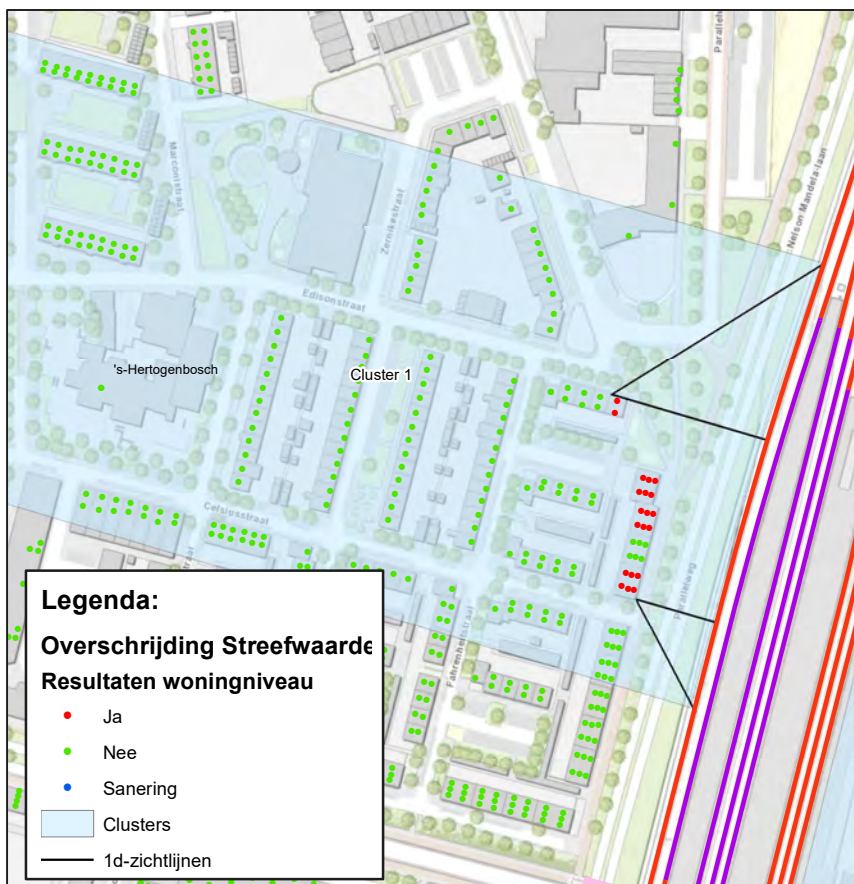 Parallelweg
Nelson Mandela-laan
Marconistraat
Zernikestraat
Edisonstraat
's-Hertogenbosch
Cluster 1
Celsiusstraat
Parallelweg
Fahrenheitstraat
Legenda:
Overschrijding Streefwaarde
Resultaten woningniveau
Ja
Nee
Sanering
Clusters
1d-zichtlijnen